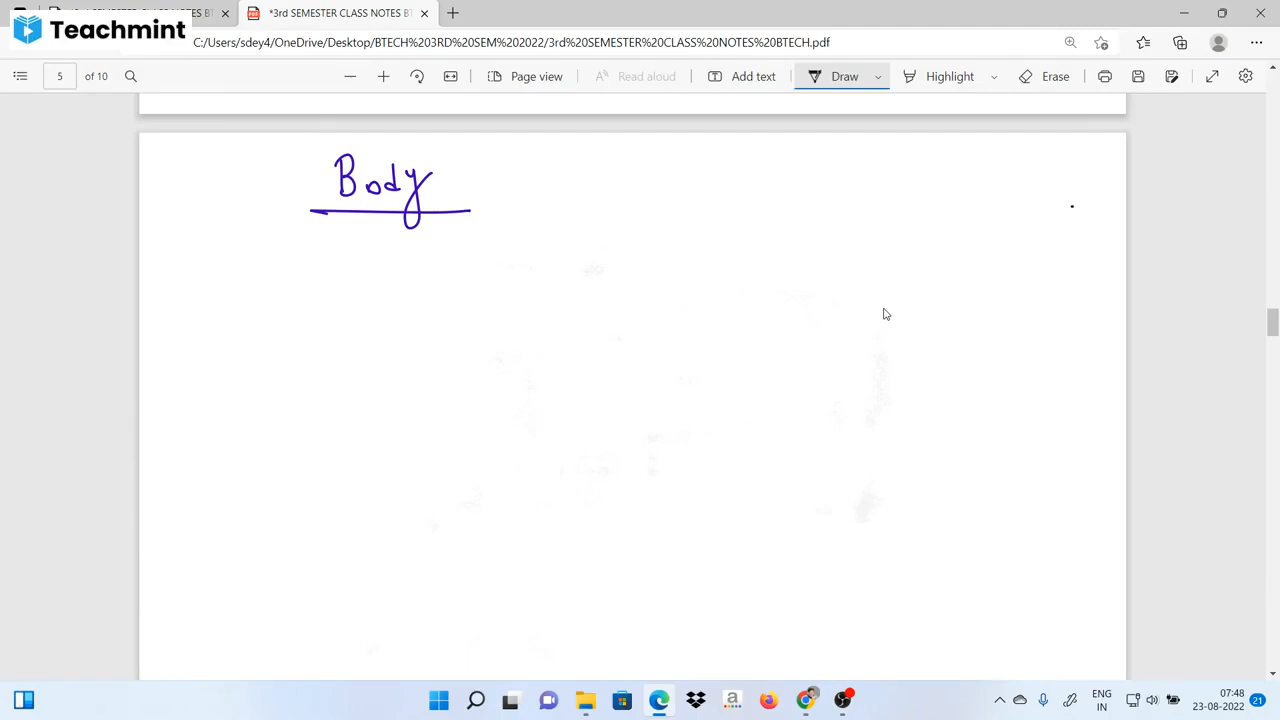 BT
*3rd SEMESTER CLASS NOTES BT
Teachmint
C:/Users/sdey4/OneDrive/Desktop/BTECH%203RD%20SEM%202022/3rd%20SEMESTER%20CLASS%20NOTES%20BTECH.pdf
5 of 10 Page view Read aloud Add text Draw Highlight Erase
Body
ENG 07:48
IN 23-08-2022 21